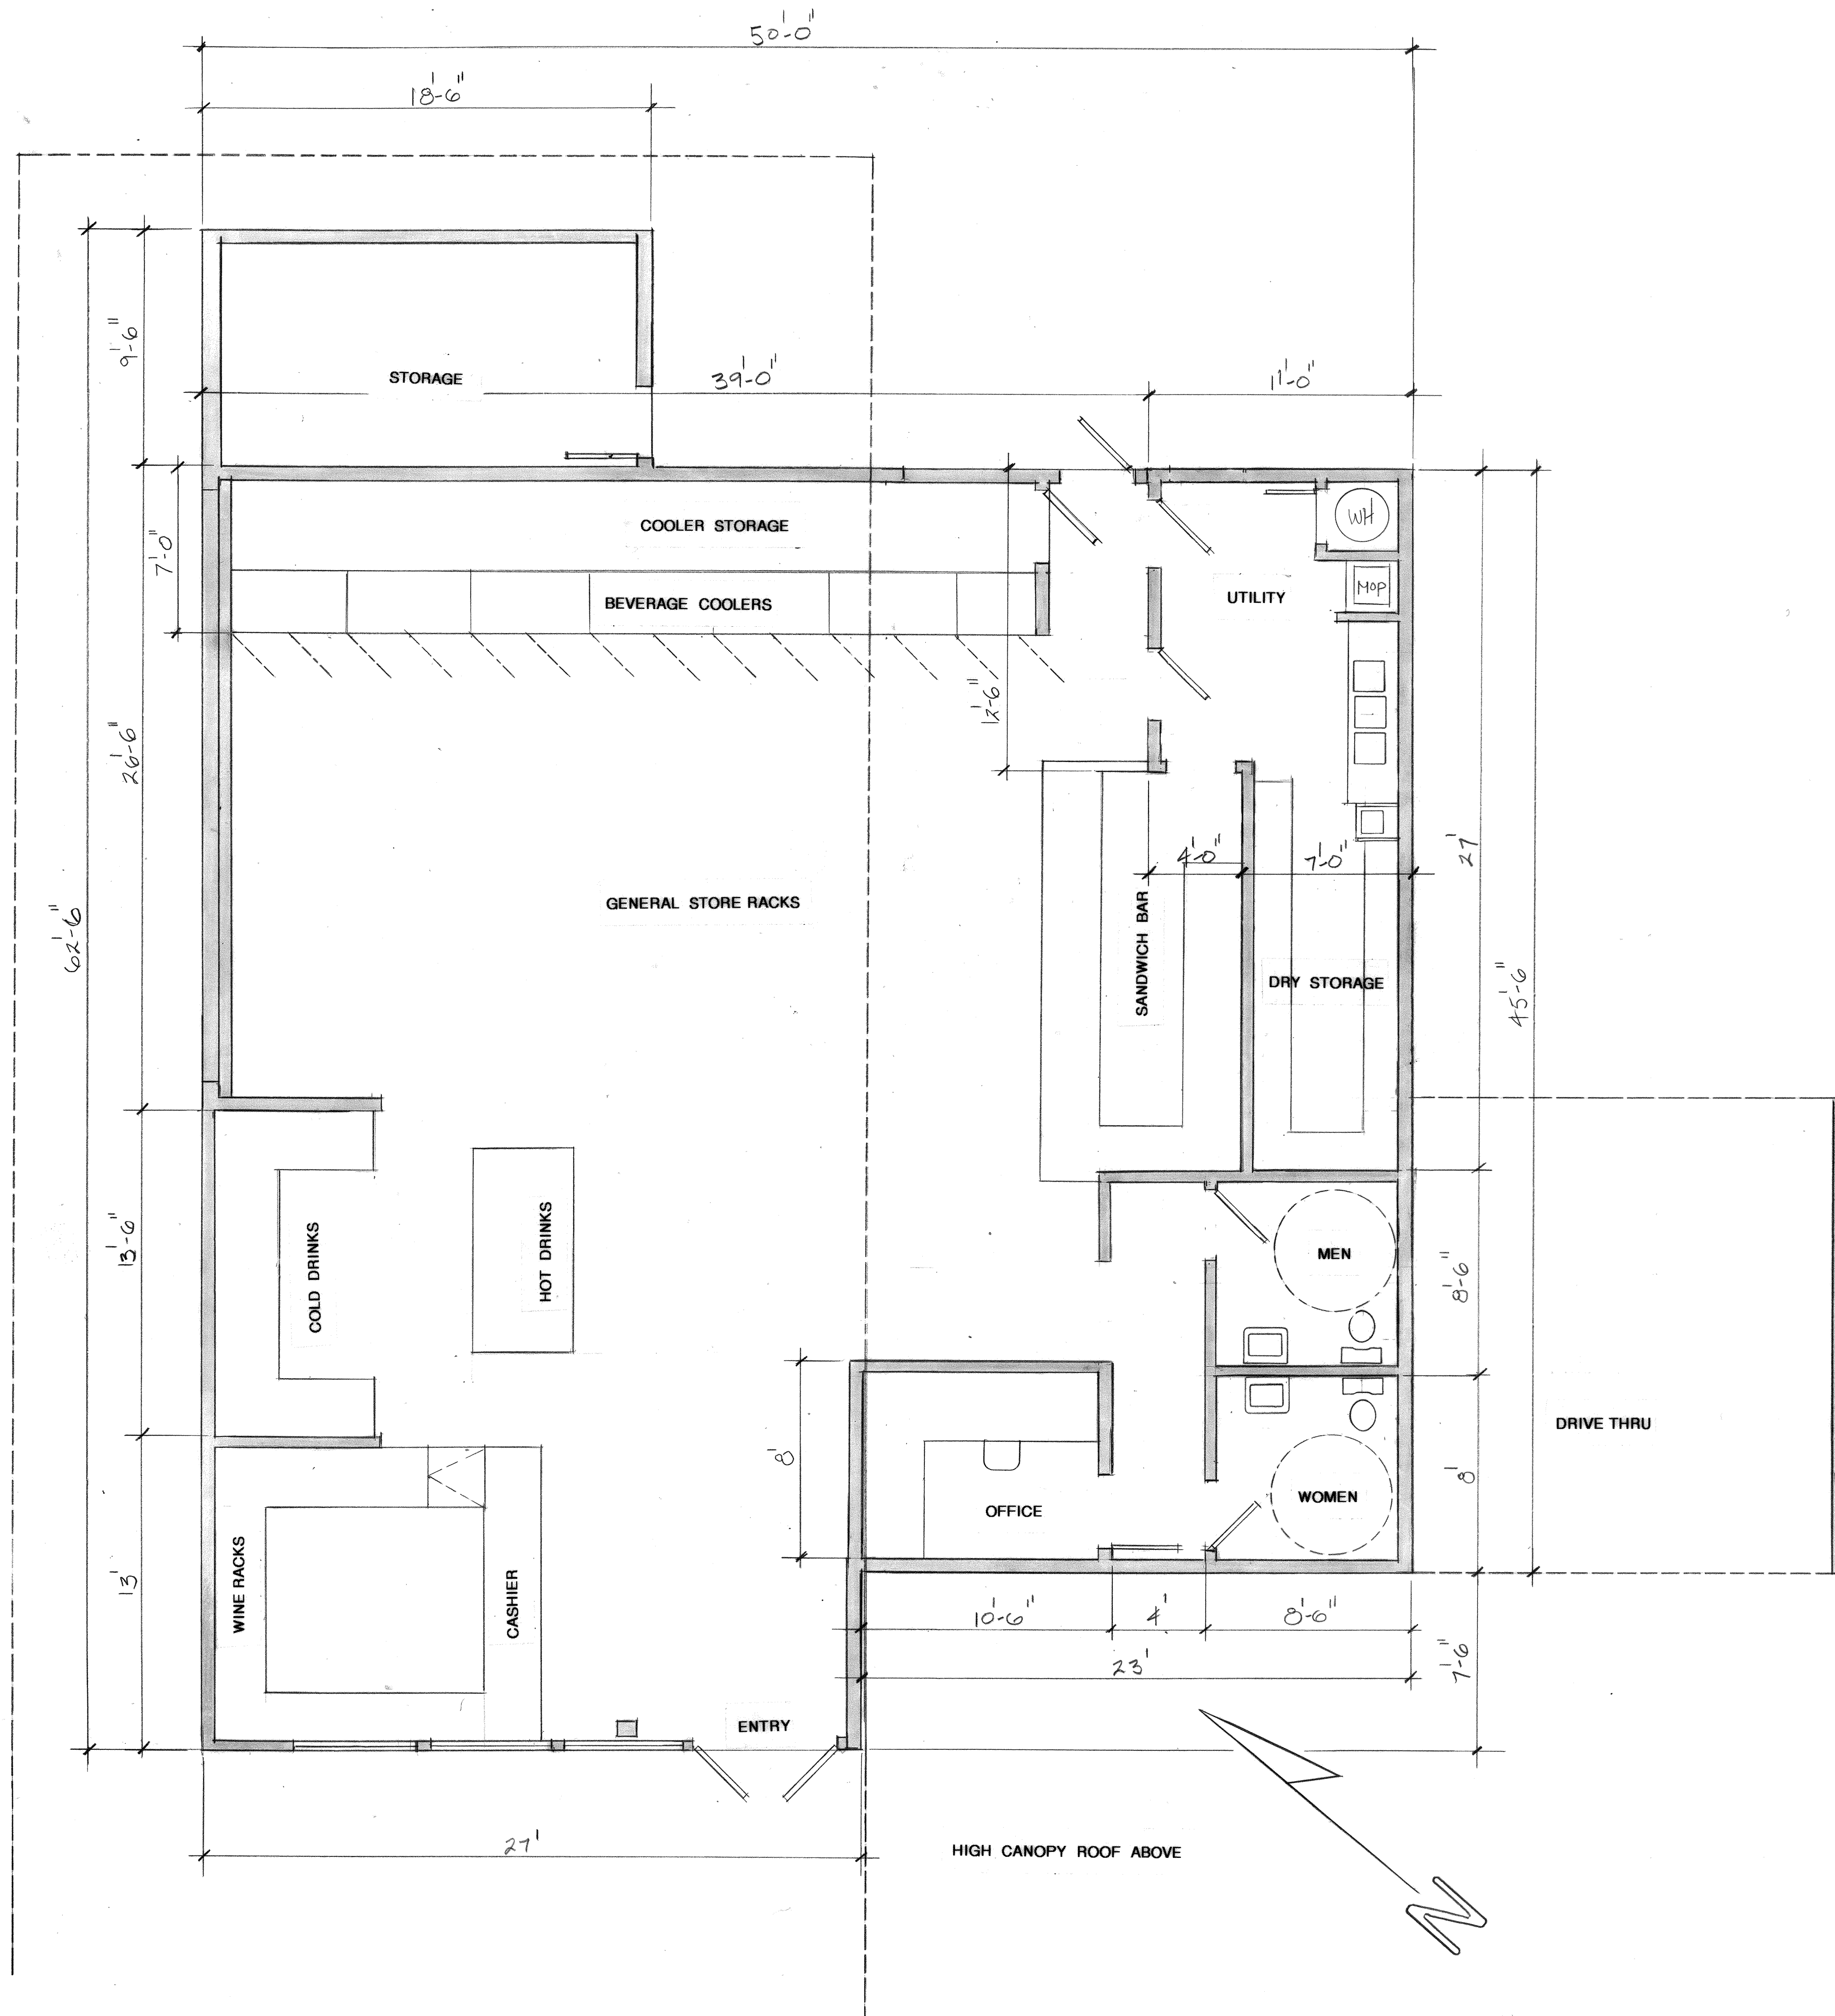 50'-0"
18'-6"
9'-6"
STORAGE
39'-0"
11'-0"
COOLER STORAGE
WH
7'-0"
BEVERAGE COOLERS
UTILITY
MOP
12'-6"
26'-6"
4'-0"
7'-0"
27'
GENERAL STORE RACKS
62'-6"
SANDWICH BAR
DRY STORAGE
45'-6"
13'-6"
COLD DRINKS
HOT DRINKS
MEN
8'-6"
DRIVE THRU
8'
8'
WOMEN
OFFICE
13'
WINE RACKS
CASHIER
10'-6"
4'
8'-6"
23'
7'-6"
ENTRY
27'
HIGH CANOPY ROOF ABOVE
N